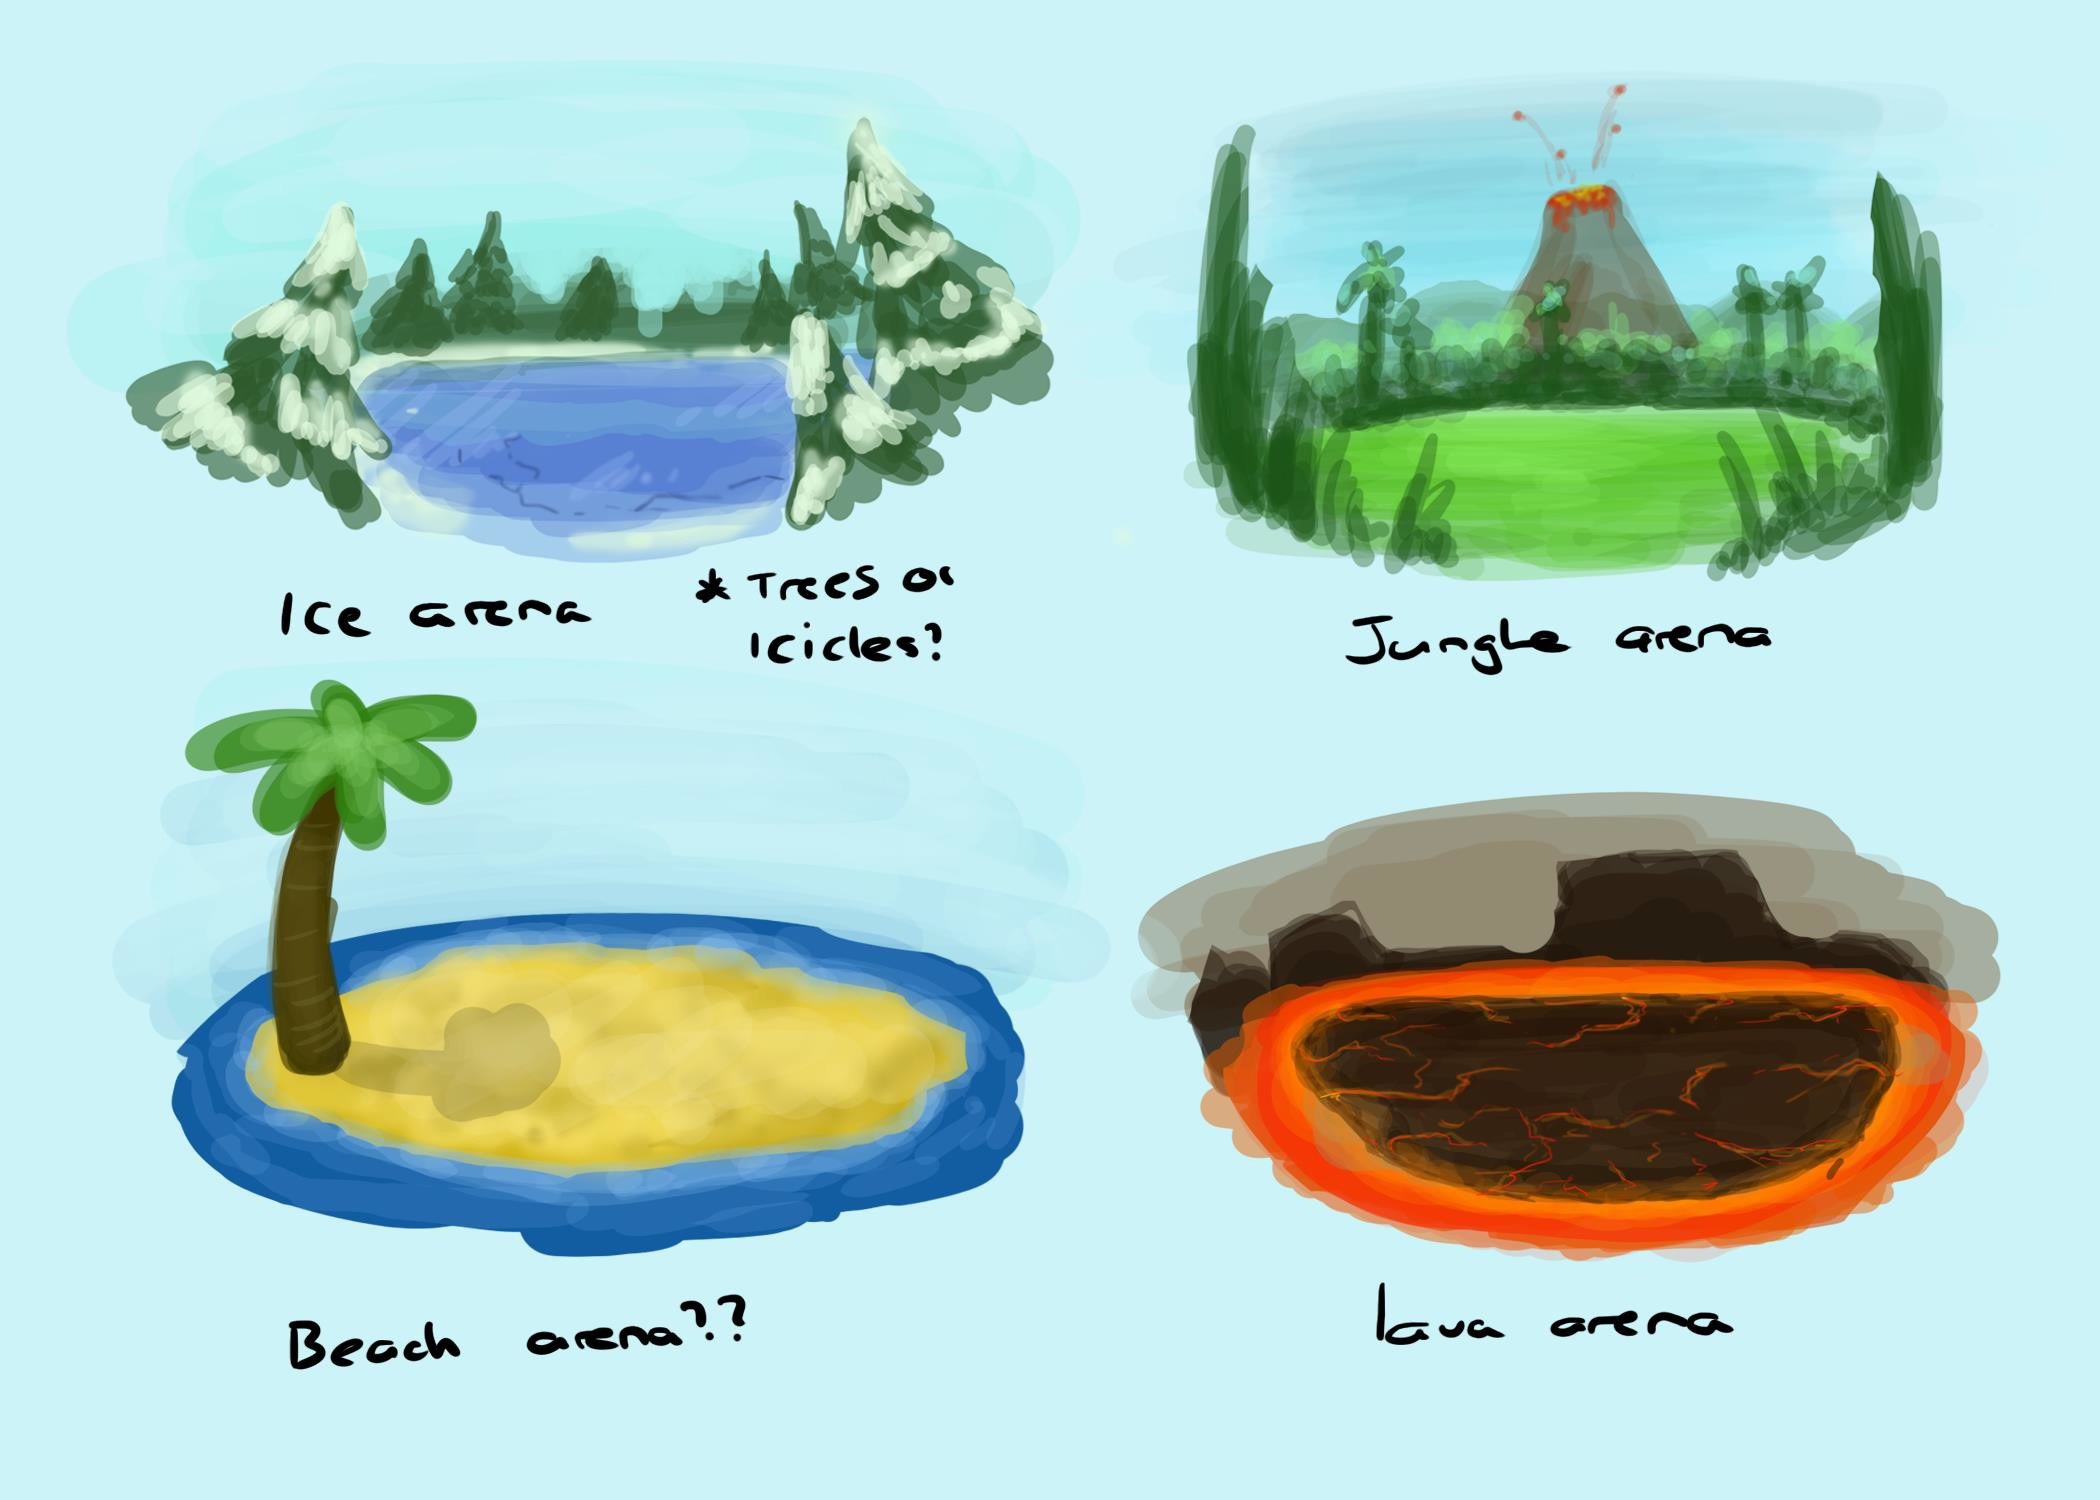 Ice arena
* Trees or
Icicles?
Jungle arena
Beach arena??
lava arena